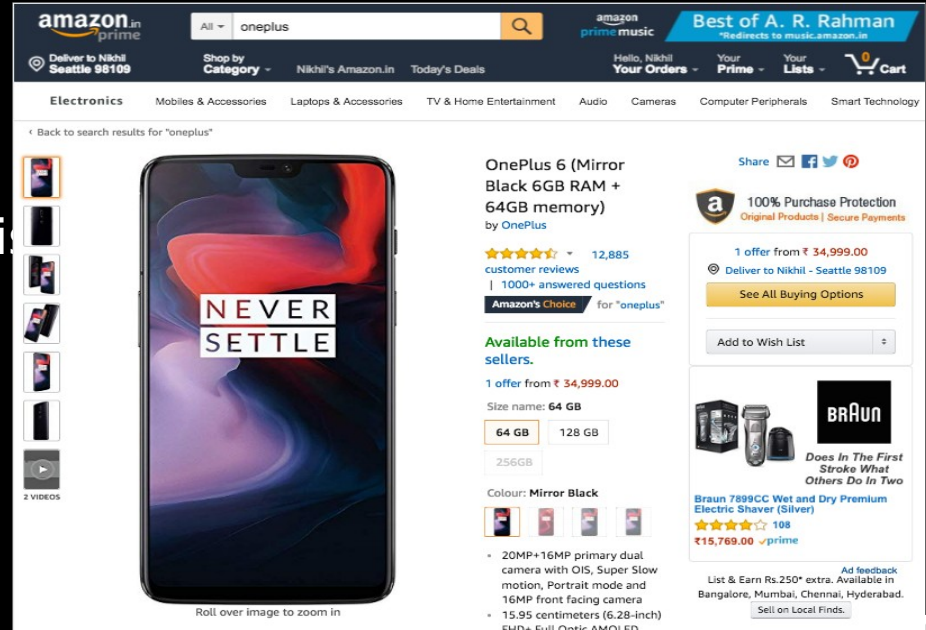 amazon.in
prime
All
oneplus
amazon
prime music
Best of A. R. Rahman
*Redirects to music.amazon.in
Deliver to Nikhil
Seattle 98109
Shop by
Category
Nikhil's Amazon.in
Today's Deals
Hello, Nikhil
Your Orders
Your
Prime
Your
Lists
0
Cart
Electronics
Mobiles & Accessories
Laptops & Accessories
TV & Home Entertainment
Audio
Cameras
Computer Peripherals
Smart Technology
‹ Back to search results for "oneplus"
2 VIDEOS
NEVER
SETTLE
Roll over image to zoom in
OnePlus 6 (Mirror
Black 6GB RAM +
64GB memory)
by OnePlus
12,885
customer reviews
| 1000+ answered questions
Amazon's Choice for "oneplus"
Available from these
sellers.
1 offer from ₹ 34,999.00
Size name: 64 GB
64 GB
128 GB
256GB
Colour: Mirror Black
• 20MP+16MP primary dual
camera with OIS, Super Slow
motion, Portrait mode and
16MP front facing camera
• 15.95 centimeters (6.28-inch)
FHD+ Full Optic AMOLED
Share
a
100% Purchase Protection
Original Products | Secure Payments
1 offer from ₹ 34,999.00
Deliver to Nikhil - Seattle 98109
See All Buying Options
Add to Wish List
BRAUN
Does In The First
Stroke What
Others Do In Two
Braun 7899CC Wet and Dry Premium
Electric Shaver (Silver)
108
₹15,769.00 prime
Ad feedback
List & Earn Rs.250* extra. Available in
Bangalore, Mumbai, Chennai, Hyderabad.
Sell on Local Finds.